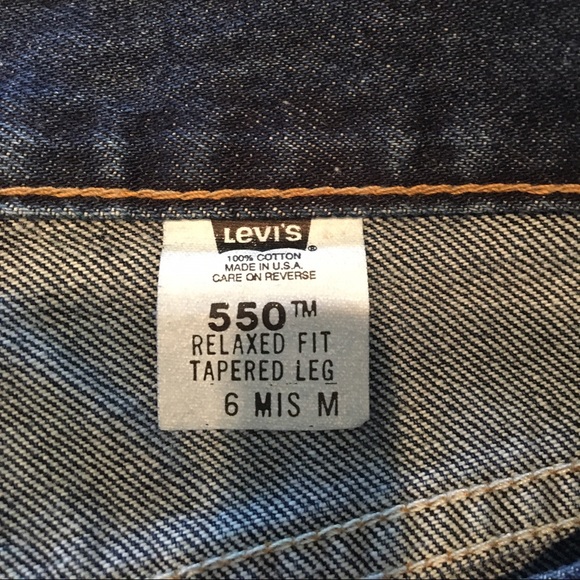 Levi's ®
100% COTTON
MADE IN U.S.A.
CARE ON REVERSE
550™
RELAXED FIT
TAPERED LEG
6 MIS M